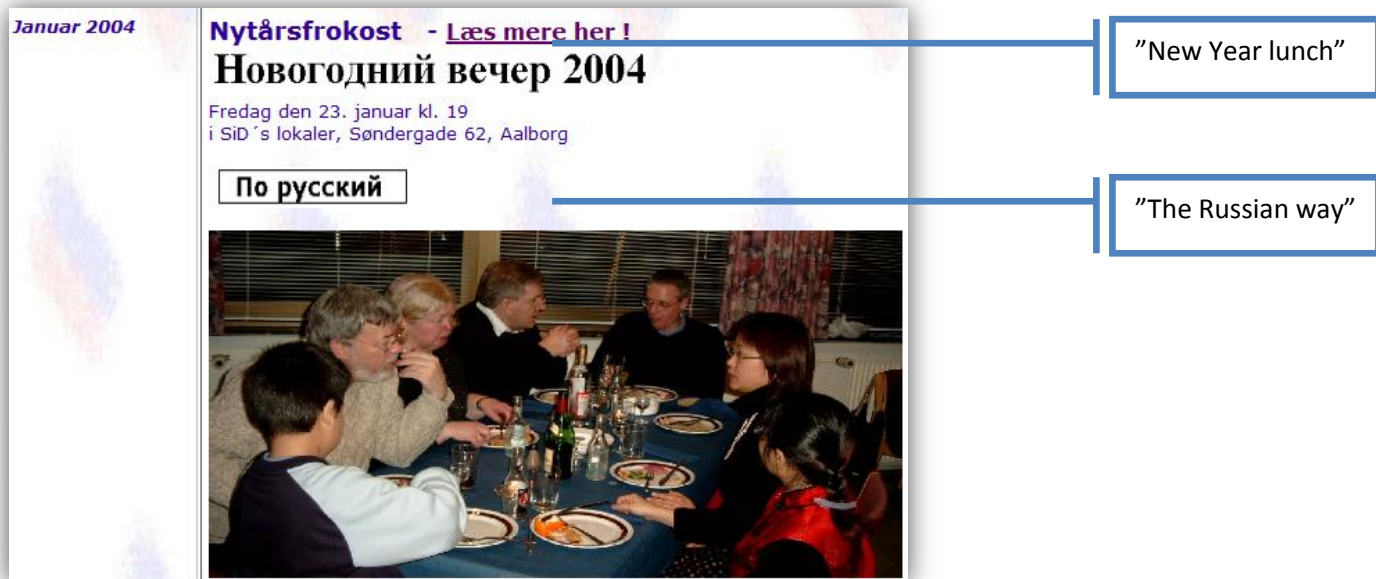 Januar 2004
Nytårsfrokost - Læs mere her !
Новогодний вечер 2004
Fredag den 23. januar kl. 19
i SiD´s lokaler, Søndergade 62, Aalborg
По русский
”New Year lunch”
”The Russian way”